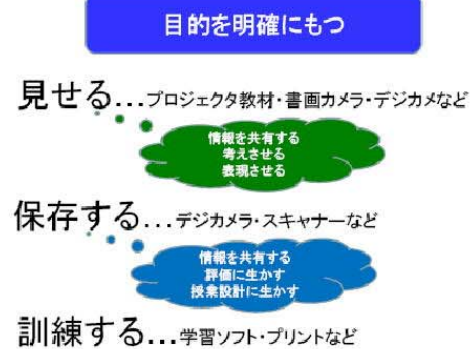 目的を明確にもつ
見せる...プロジェクタ教材・書画カメラ・デジカメなど
情報を共有する
考えさせる
表現させる
保存する...デジカメラ・スキャナーなど
情報を共有する
評価に生かす
授業設計に生かす
訓練する...学習ソフト・プリントなど